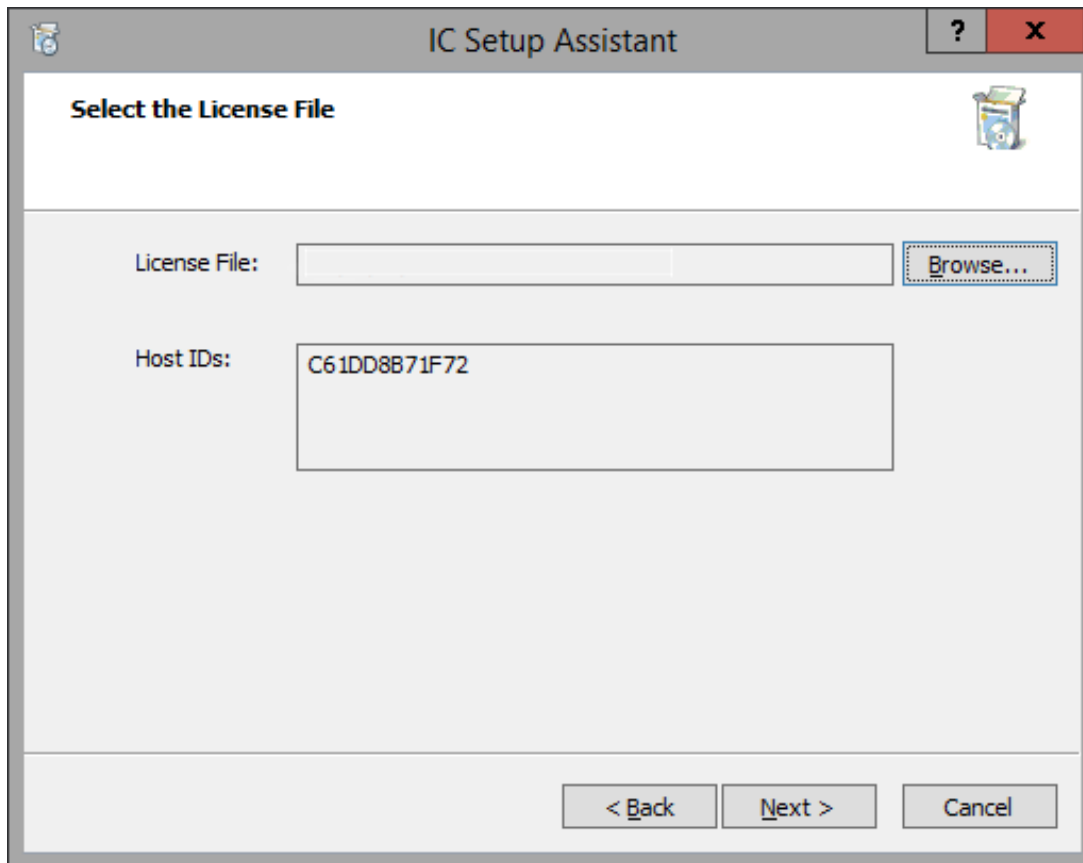 IC Setup Assistant
? x
Select the License File
License File: Browse...
Host IDs: C61DD8B71F72
< Back Next > Cancel